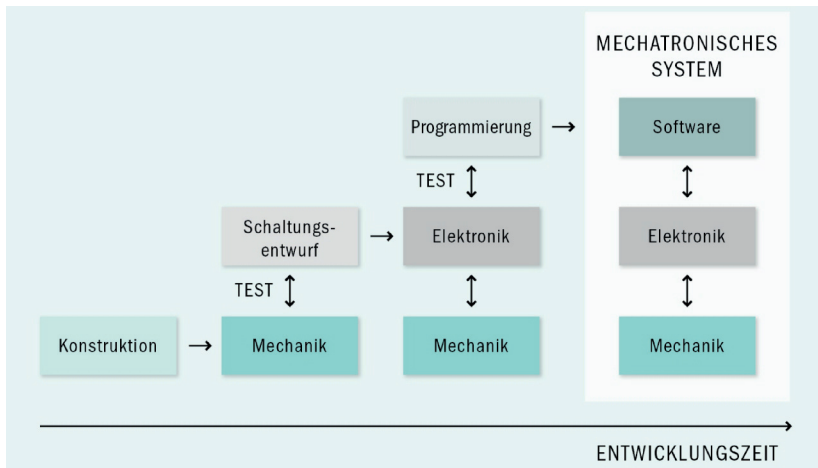 MECHATRONISCHES
SYSTEM
Programmierung
Software
TEST
Schaltungs-
entwurf
Elektronik
Elektronik
TEST
Konstruktion
Mechanik
Mechanik
Mechanik
ENTWICKLUNGSZEIT